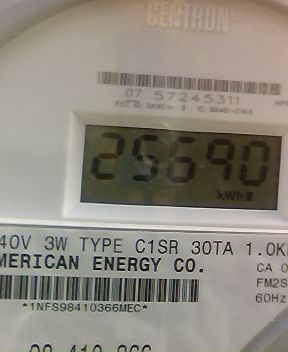 CENTRON®
07 57245311
25690
kWh
40V 3W TYPE C1SR 30TA 1.0K
MERICAN ENERGY CO.
CA 0
FM2S
60Hz
*1NFS98410366MEC*